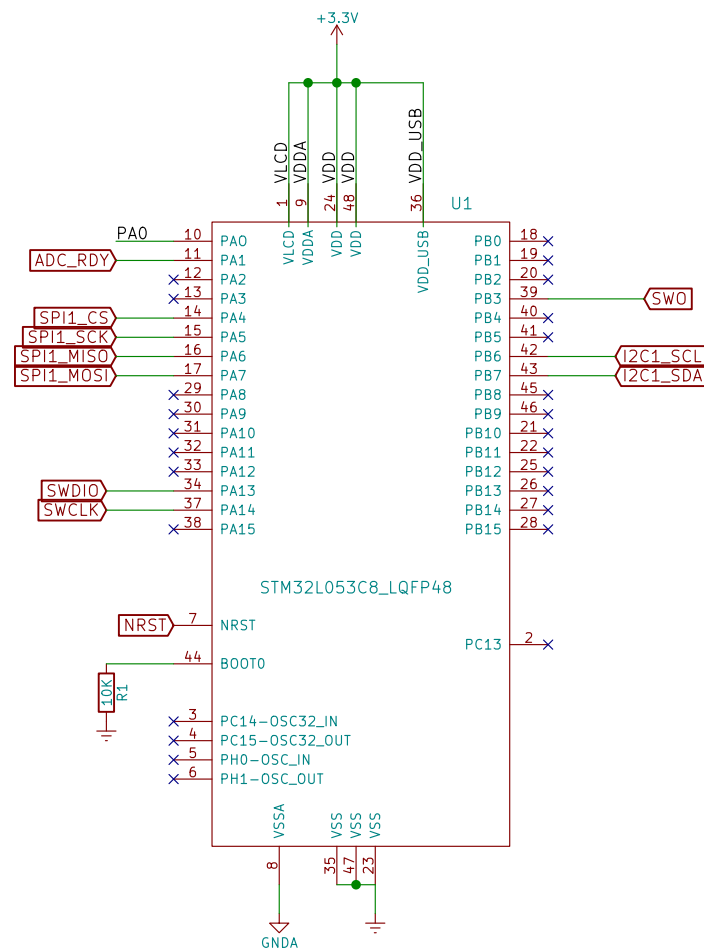 +3.3V
VLCD
VDDA
VDD
VDD
VDD_USB
1
9
24
48
36
U1
VLCD
VDDA
VDD
VDD
VDD_USB
PA0 10 PA0
PB0 18
ADC_RDY 11 PA1
PB1 19
12 PA2
PB2 20
13 PA3
PB3 39 SWO
SPI1_CS 14 PA4
PB4 40
SPI1_SCK 15 PA5
PB5 41
SPI1_MISO 16 PA6
PB6 42 I2C1_SCL
SPI1_MOSI 17 PA7
PB7 43 I2C1_SDA
29 PA8
PB8 45
30 PA9
PB9 46
31 PA10
PB10 21
32 PA11
PB11 22
33 PA12
PB12 25
SWDIO 34 PA13
PB13 26
SWCLK 37 PA14
PB14 27
38 PA15
PB15 28
STM32L053C8_LQFP48
NRST 7 NRST
PC13 2
44 BOOT0
10K
R1
3 PC14-OSC32_IN
4 PC15-OSC32_OUT
5 PH0-OSC_IN
6 PH1-OSC_OUT
VSSA
VSS
VSS
VSS
8
35
47
23
GNDA